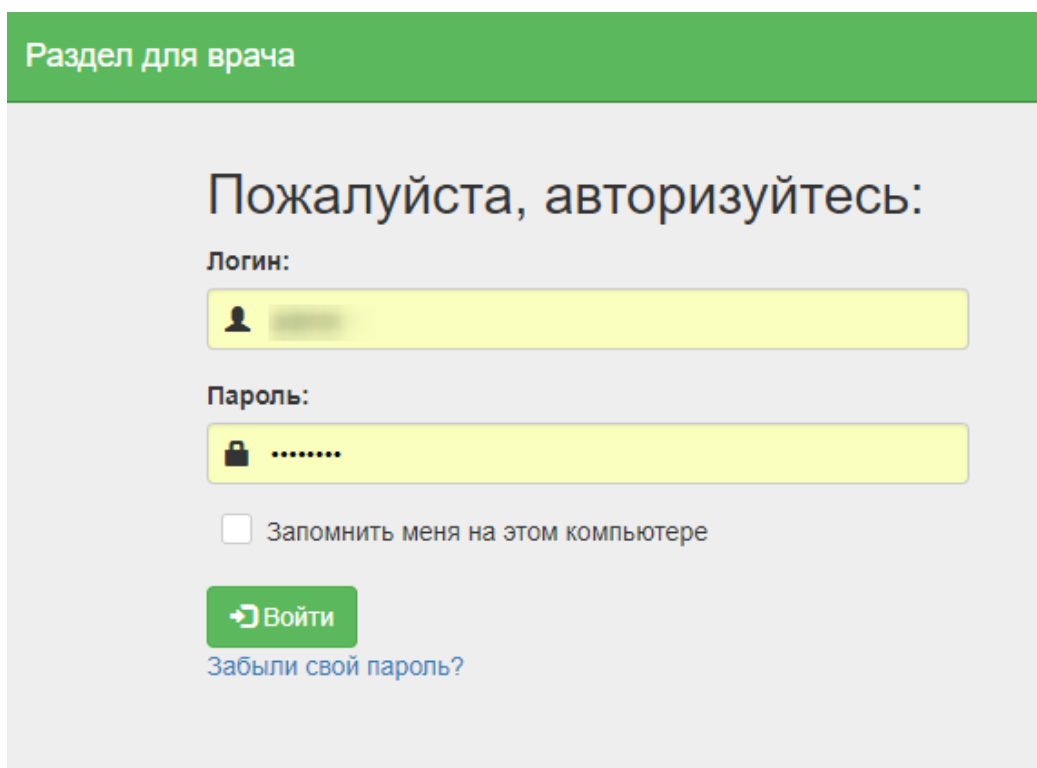 Раздел для врача
Пожалуйста, авторизуйтесь:
Логин:
Пароль:
••••••••
Запомнить меня на этом компьютере
Войти
Забыли свой пароль?